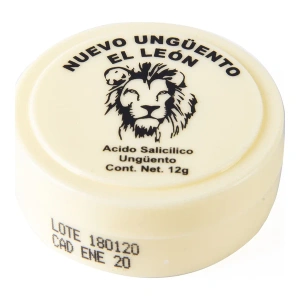 NUEVO UNGÜENTO
EL LEÓN
Acido Salicilico
Ungüento
Cont. Net. 12g
LOTE 180120
CAD ENE 20